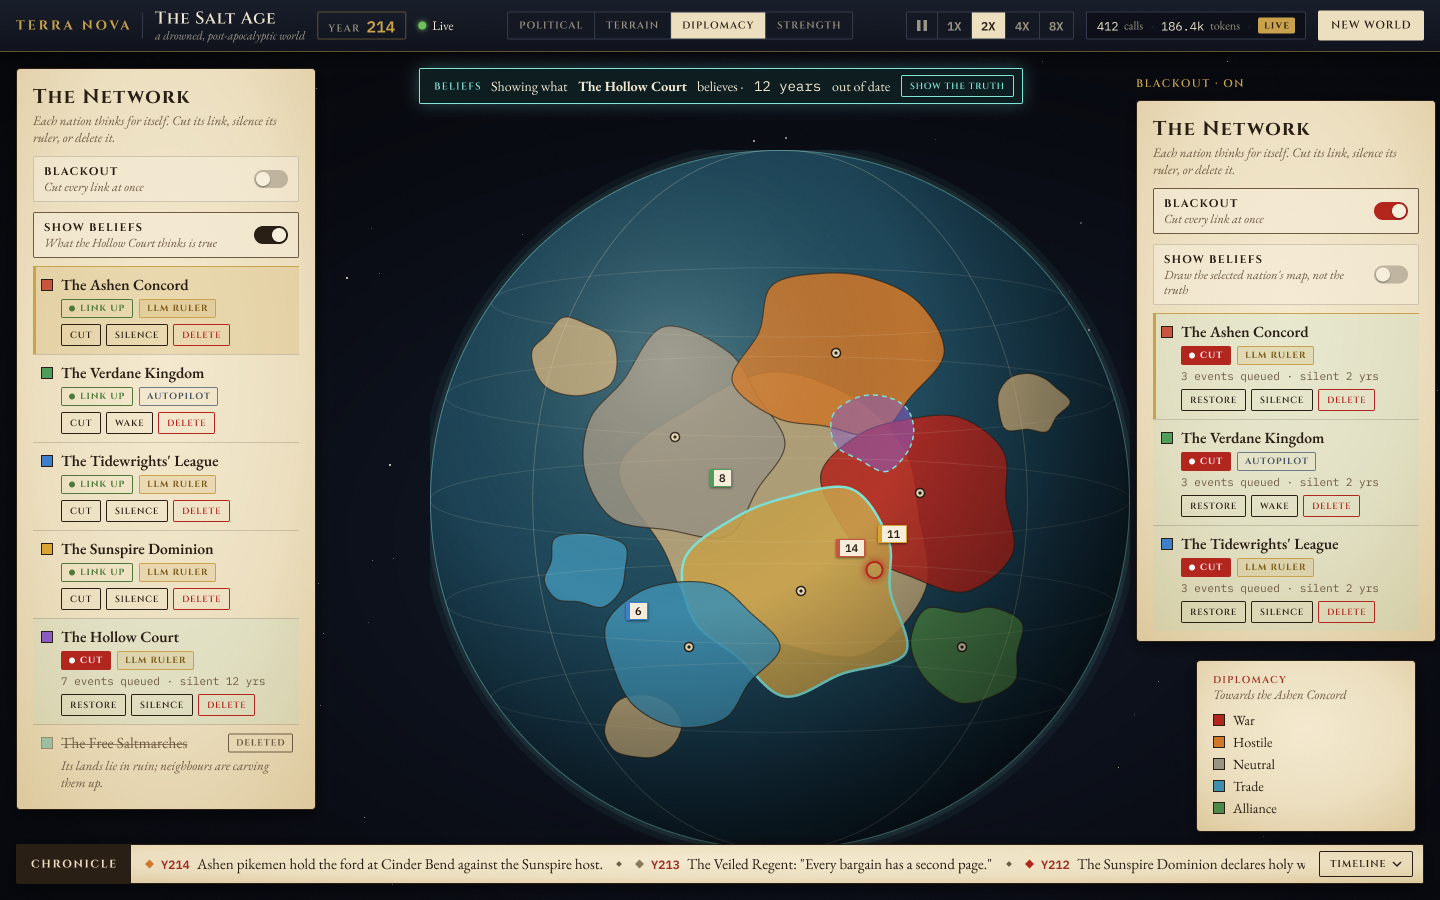 TERRA NOVA
THE SALT AGE
a drowned, post-apocalyptic world
YEAR 214
Live
POLITICAL
TERRAIN
DIPLOMACY
STRENGTH
1X
2X
4X
8X
412 calls · 186.4k tokens
LIVE
NEW WORLD
THE NETWORK
Each nation thinks for itself. Cut its link, silence its
ruler, or delete it.
BLACKOUT
Cut every link at once
SHOW BELIEFS
What the Hollow Court thinks is true
The Ashen Concord
LINK UP
LLM RULER
CUT
SILENCE
DELETE
The Verdane Kingdom
LINK UP
AUTOPILOT
CUT
WAKE
DELETE
The Tidewrights' League
LINK UP
LLM RULER
CUT
SILENCE
DELETE
The Sunspire Dominion
LINK UP
LLM RULER
CUT
SILENCE
DELETE
The Hollow Court
CUT
LLM RULER
7 events queued · silent 12 yrs
RESTORE
SILENCE
DELETE
The Free Saltmarches
DELETED
Its lands lie in ruin; neighbours are carving
them up.
BELIEFS Showing what The Hollow Court believes · 12 years out of date
SHOW THE TRUTH
8
11
14
6
BLACKOUT · ON
THE NETWORK
Each nation thinks for itself. Cut its link, silence its
ruler, or delete it.
BLACKOUT
Cut every link at once
SHOW BELIEFS
Draw the selected nation's map, not the
truth
The Ashen Concord
CUT
LLM RULER
3 events queued · silent 2 yrs
RESTORE
SILENCE
DELETE
The Verdane Kingdom
CUT
AUTOPILOT
3 events queued · silent 2 yrs
RESTORE
WAKE
DELETE
The Tidewrights' League
CUT
LLM RULER
3 events queued · silent 2 yrs
RESTORE
SILENCE
DELETE
DIPLOMACY
Towards the Ashen Concord
War
Hostile
Neutral
Trade
Alliance
CHRONICLE
Y214 Ashen pikemen hold the ford at Cinder Bend against the Sunspire host.
Y213 The Veiled Regent: "Every bargain has a second page."
Y212 The Sunspire Dominion declares holy w
TIMELINE